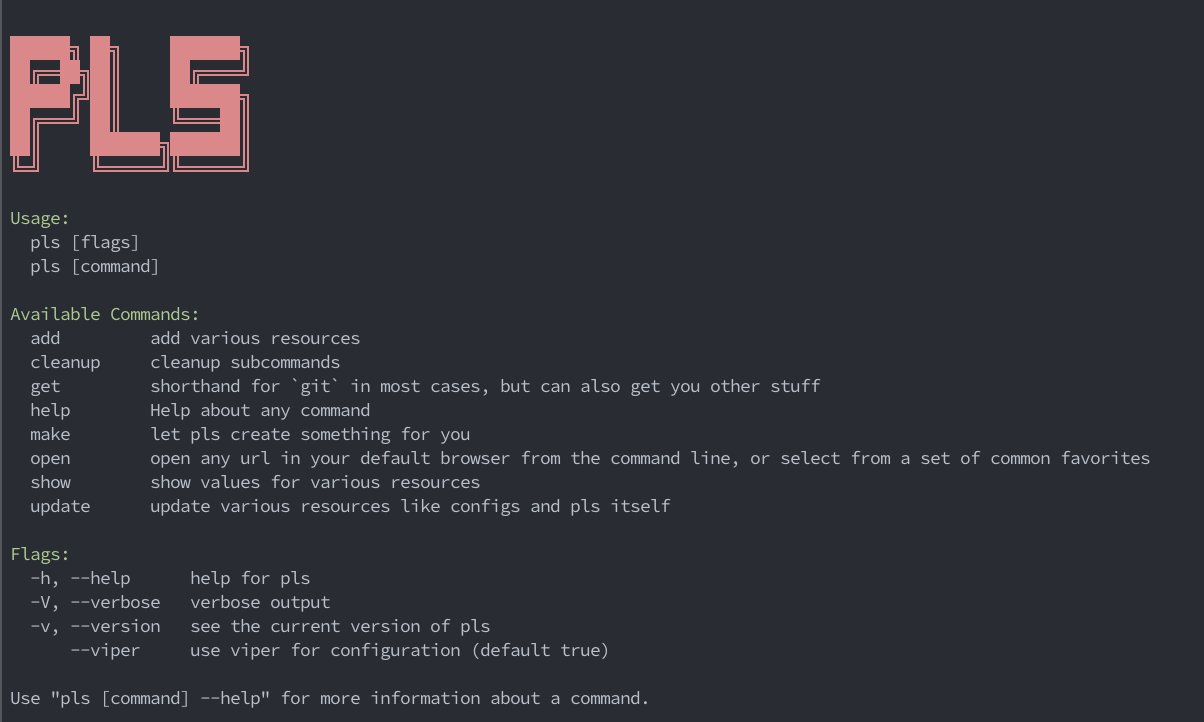 PLS
Usage:
pls [flags]
pls [command]
Available Commands:
add add various resources
cleanup cleanup subcommands
get shorthand for `git` in most cases, but can also get you other stuff
help Help about any command
make let pls create something for you
open open any url in your default browser from the command line, or select from a set of common favorites
show show values for various resources
update update various resources like configs and pls itself
Flags:
-h, --help help for pls
-V, --verbose verbose output
-v, --version see the current version of pls
--viper use viper for configuration (default true)
Use "pls [command] --help" for more information about a command.